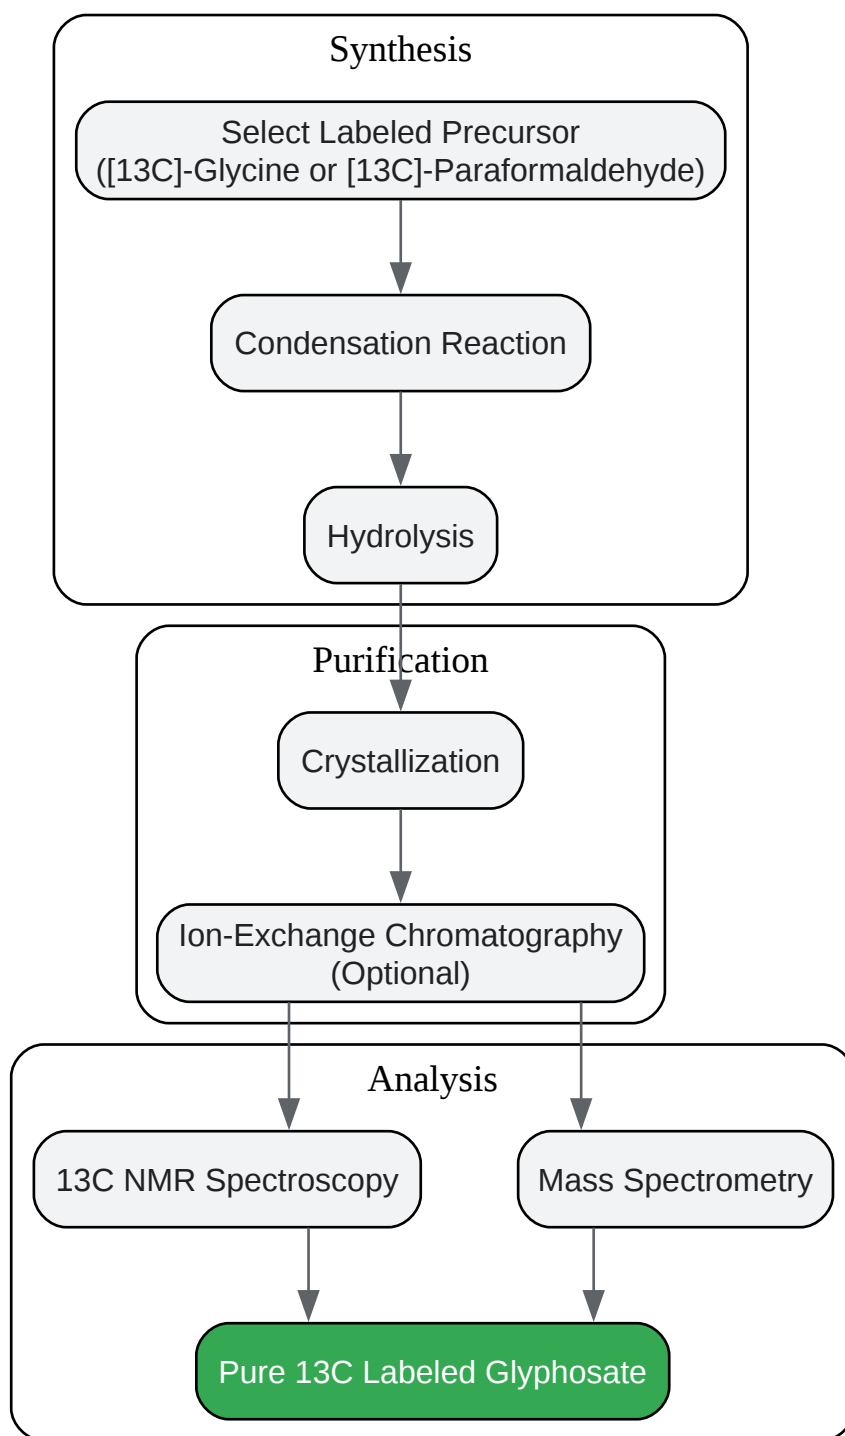 Synthesis
Select Labeled Precursor
([13C]-Glycine or [13C]-Paraformaldehyde)
Condensation Reaction
Hydrolysis
Purification
Crystallization
Ion-Exchange Chromatography
(Optional)
Analysis
13C NMR Spectroscopy
Mass Spectrometry
Pure 13C Labeled Glyphosate